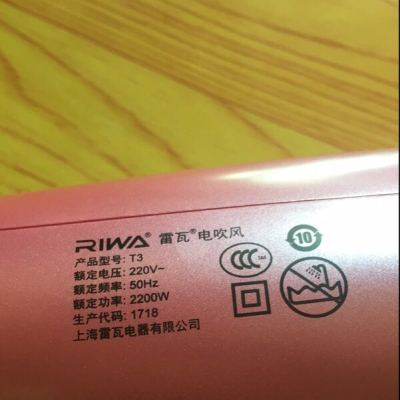 RIWA® 雷瓦®电吹风
产品型号: T3
额定电压: 220V~
额定频率: 50Hz
额定功率: 2200W
生产代码: 1718
上海雷瓦电器有限公司
10
CCC